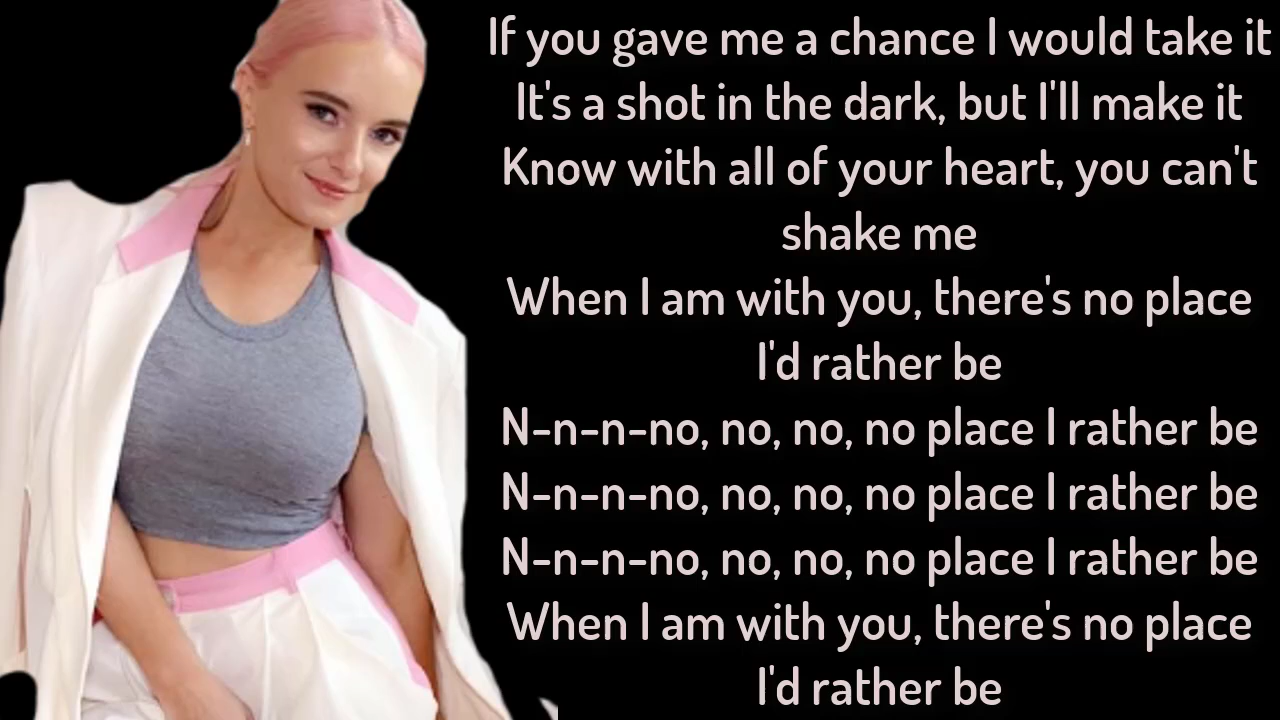 If you gave me a chance I would take it
It's a shot in the dark, but I'll make it
Know with all of your heart, you can't
shake me
When I am with you, there's no place
I'd rather be
N-n-n-no, no, no, no place I rather be
N-n-n-no, no, no, no place I rather be
N-n-n-no, no, no, no place I rather be
When I am with you, there's no place
I'd rather be